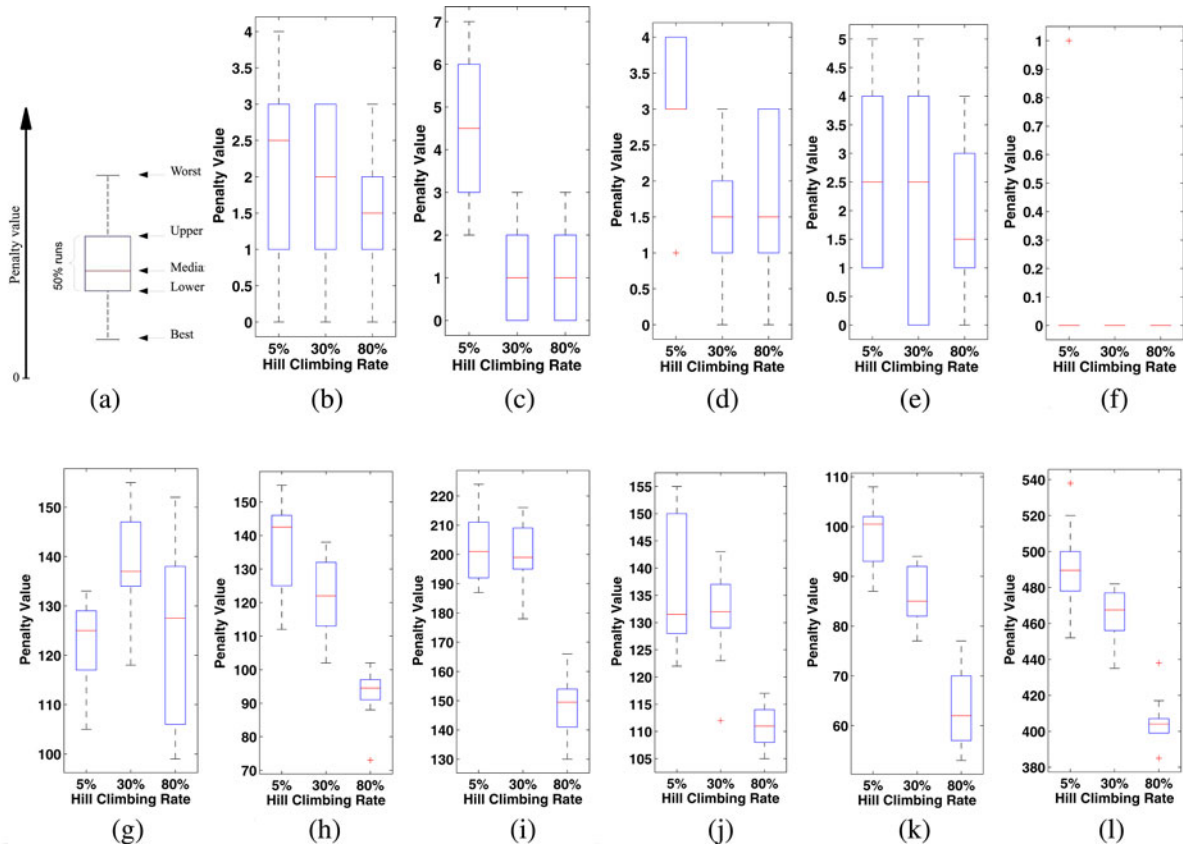 Penalty value
0
50% runs
Worst
Upper
Media
Lower
Best
(a)
Penalty Value
4
3.5
3
2.5
2
1.5
1
0.5
0
5% 30% 80%
Hill Climbing Rate
(b)
Penalty Value
7
6
5
4
3
2
1
0
5% 30% 80%
Hill Climbing Rate
(c)
Penalty Value
4
3.5
3
2.5
2
1.5
1
0.5
0
5% 30% 80%
Hill Climbing Rate
(d)
Penalty Value
5
4.5
4
3.5
3
2.5
2
1.5
1
0.5
0
5% 30% 80%
Hill Climbing Rate
(e)
Penalty Value
1
0.9
0.8
0.7
0.6
0.5
0.4
0.3
0.2
0.1
0
5% 30% 80%
Hill Climbing Rate
(f)
Penalty Value
150
140
130
120
110
100
5% 30% 80%
Hill Climbing Rate
(g)
Penalty Value
150
140
130
120
110
100
90
80
70
5% 30% 80%
Hill Climbing Rate
(h)
Penalty Value
220
210
200
190
180
170
160
150
140
130
5% 30% 80%
Hill Climbing Rate
(i)
Penalty Value
155
150
145
140
135
130
125
120
115
110
105
5% 30% 80%
Hill Climbing Rate
(j)
Penalty Value
110
100
90
80
70
60
5% 30% 80%
Hill Climbing Rate
(k)
Penalty Value
540
520
500
480
460
440
420
400
380
5% 30% 80%
Hill Climbing Rate
(l)